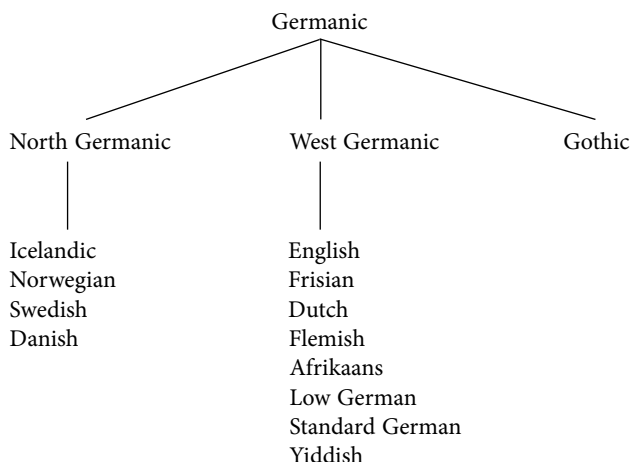 Germanic
North Germanic West Germanic Gothic
Icelandic
Norwegian
Swedish
Danish
English
Frisian
Dutch
Flemish
Afrikaans
Low German
Standard German
Yiddish